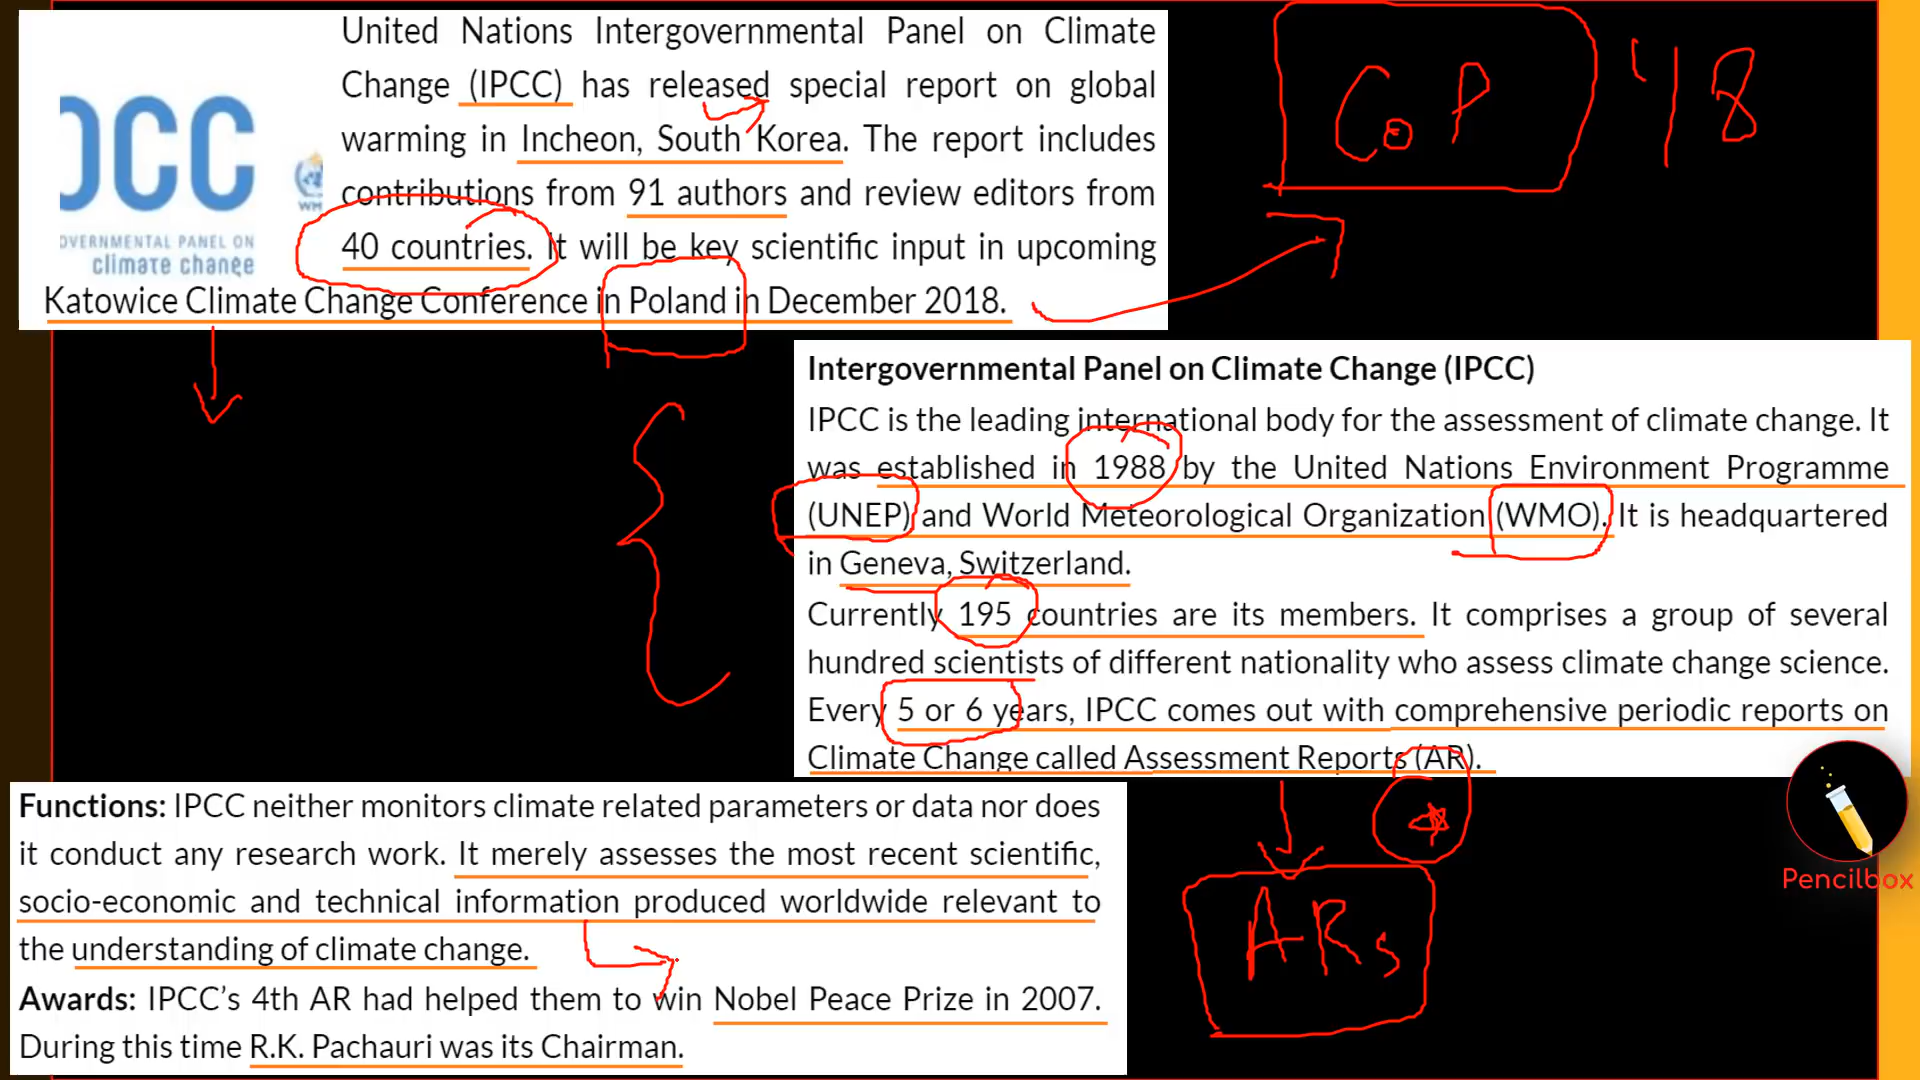 United Nations Intergovernmental Panel on Climate
Change (IPCC) has released special report on global
warming in Incheon, South Korea. The report includes
contributions from 91 authors and review editors from
40 countries. It will be key scientific input in upcoming
Katowice Climate Change Conference in Poland in December 2018.
CC
OVERNMENTAL PANEL ON
climate change
WM
CoP '18
Intergovernmental Panel on Climate Change (IPCC)
IPCC is the leading international body for the assessment of climate change. It
was established in 1988 by the United Nations Environment Programme
(UNEP) and World Meteorological Organization (WMO). It is headquartered
in Geneva, Switzerland.
Currently 195 countries are its members. It comprises a group of several
hundred scientists of different nationality who assess climate change science.
Every 5 or 6 years, IPCC comes out with comprehensive periodic reports on
Climate Change called Assessment Reports (AR).
Functions: IPCC neither monitors climate related parameters or data nor does
it conduct any research work. It merely assesses the most recent scientific,
socio-economic and technical information produced worldwide relevant to
the understanding of climate change.
Awards: IPCC's 4th AR had helped them to win Nobel Peace Prize in 2007.
During this time R.K. Pachauri was its Chairman.
ARs
Pencilbox